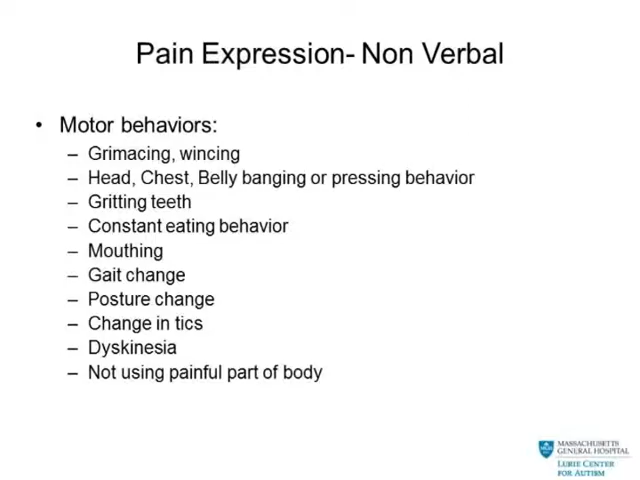 Pain Expression- Non Verbal
• Motor behaviors:
– Grimacing, wincing
– Head, Chest, Belly banging or pressing behavior
– Gritting teeth
– Constant eating behavior
– Mouthing
– Gait change
– Posture change
– Change in tics
– Dyskinesia
– Not using painful part of body
MASSACHUSETTS
GENERAL HOSPITAL
LURIE CENTER
FOR AUTISM